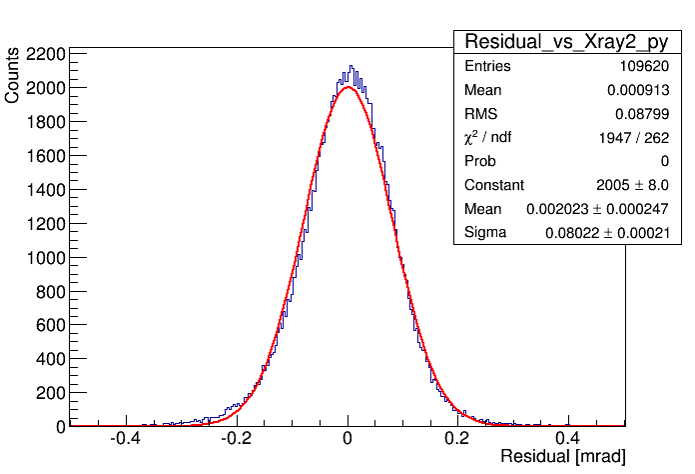 Residual_vs_Xray2_py
Entries 109620
Mean 0.000913
RMS 0.08799
χ² / ndf 1947 / 262
Prob 0
Constant 2005 ± 8.0
Mean 0.002023 ± 0.000247
Sigma 0.08022 ± 0.00021
Counts
2200
2000
1800
1600
1400
1200
1000
800
600
400
200
0
-0.4 -0.2 0 0.2 0.4
Residual [mrad]